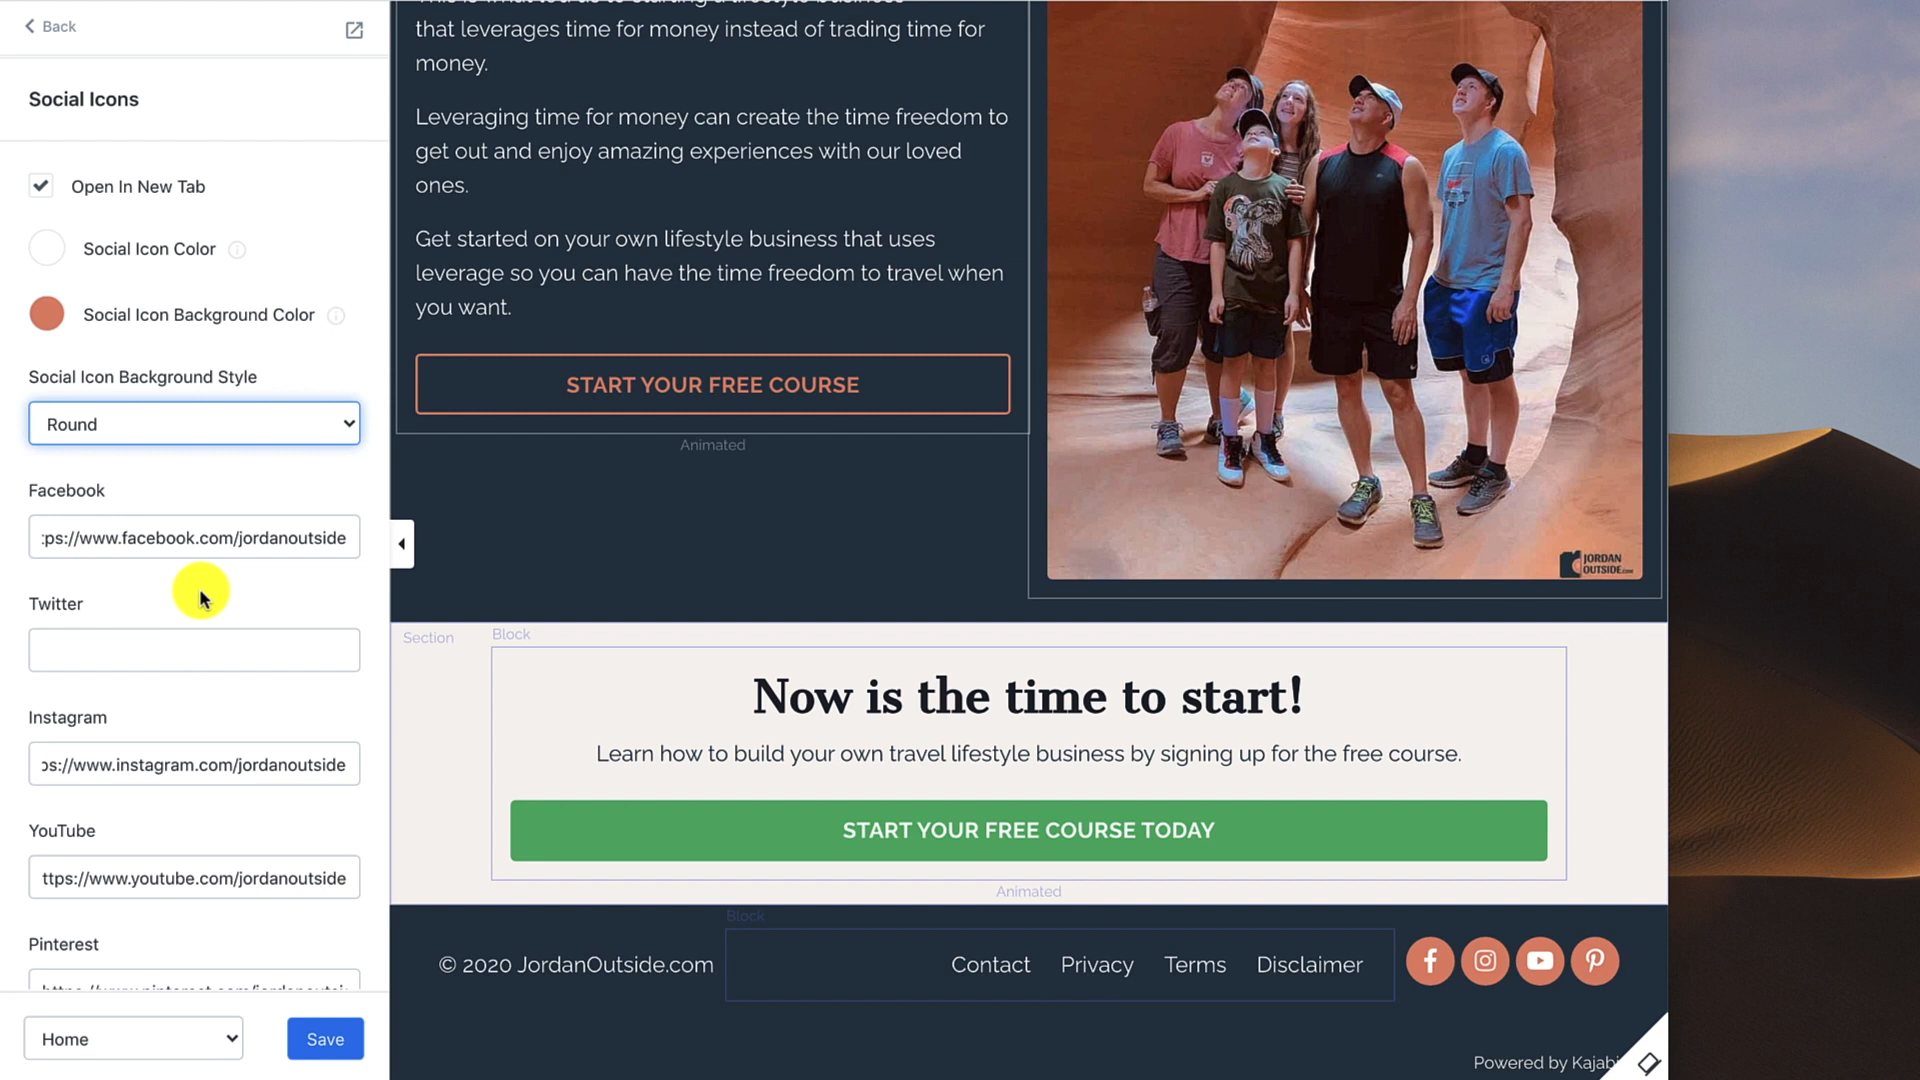 Back
Social Icons
Open In New Tab
Social Icon Color
Social Icon Background Color
Social Icon Background Style
Round
Facebook
tps://www.facebook.com/jordanoutside
Twitter
Instagram
ps://www.instagram.com/jordanoutside
YouTube
ttps://www.youtube.com/jordanoutside
Pinterest
Home
Save
that leverages time for money instead of trading time for
money.
Leveraging time for money can create the time freedom to
get out and enjoy amazing experiences with our loved
ones.
Get started on your own lifestyle business that uses
leverage so you can have the time freedom to travel when
you want.
START YOUR FREE COURSE
Animated
JORDAN
OUTSIDE.com
Section
Block
Now is the time to start!
Learn how to build your own travel lifestyle business by signing up for the free course.
START YOUR FREE COURSE TODAY
Animated
Block
© 2020 JordanOutside.com
Contact
Privacy
Terms
Disclaimer
Powered by Kajabi